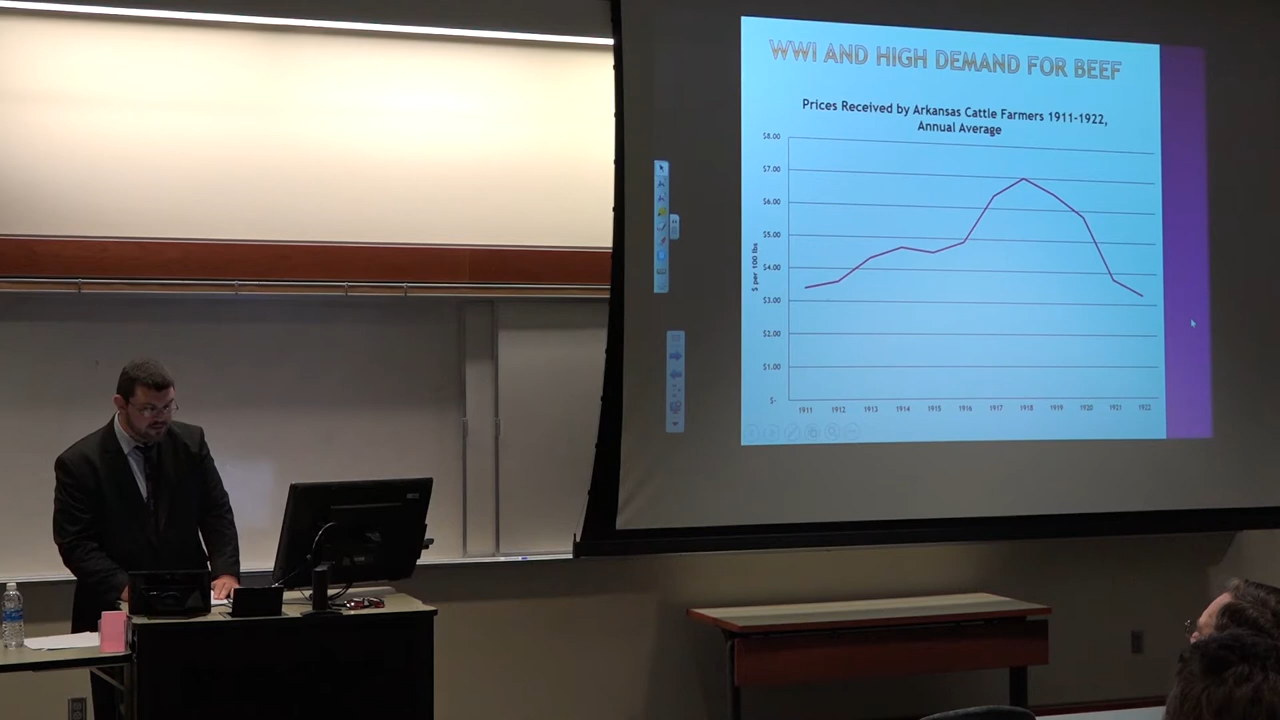 WWI AND HIGH DEMAND FOR BEEF
Prices Received by Arkansas Cattle Farmers 1911-1922,
Annual Average
$8.00
$7.00
$6.00
$5.00
$4.00
$3.00
$2.00
$1.00
$-
$ per 100 lbs
1911 1912 1913 1914 1915 1916 1917 1918 1919 1920 1921 1922